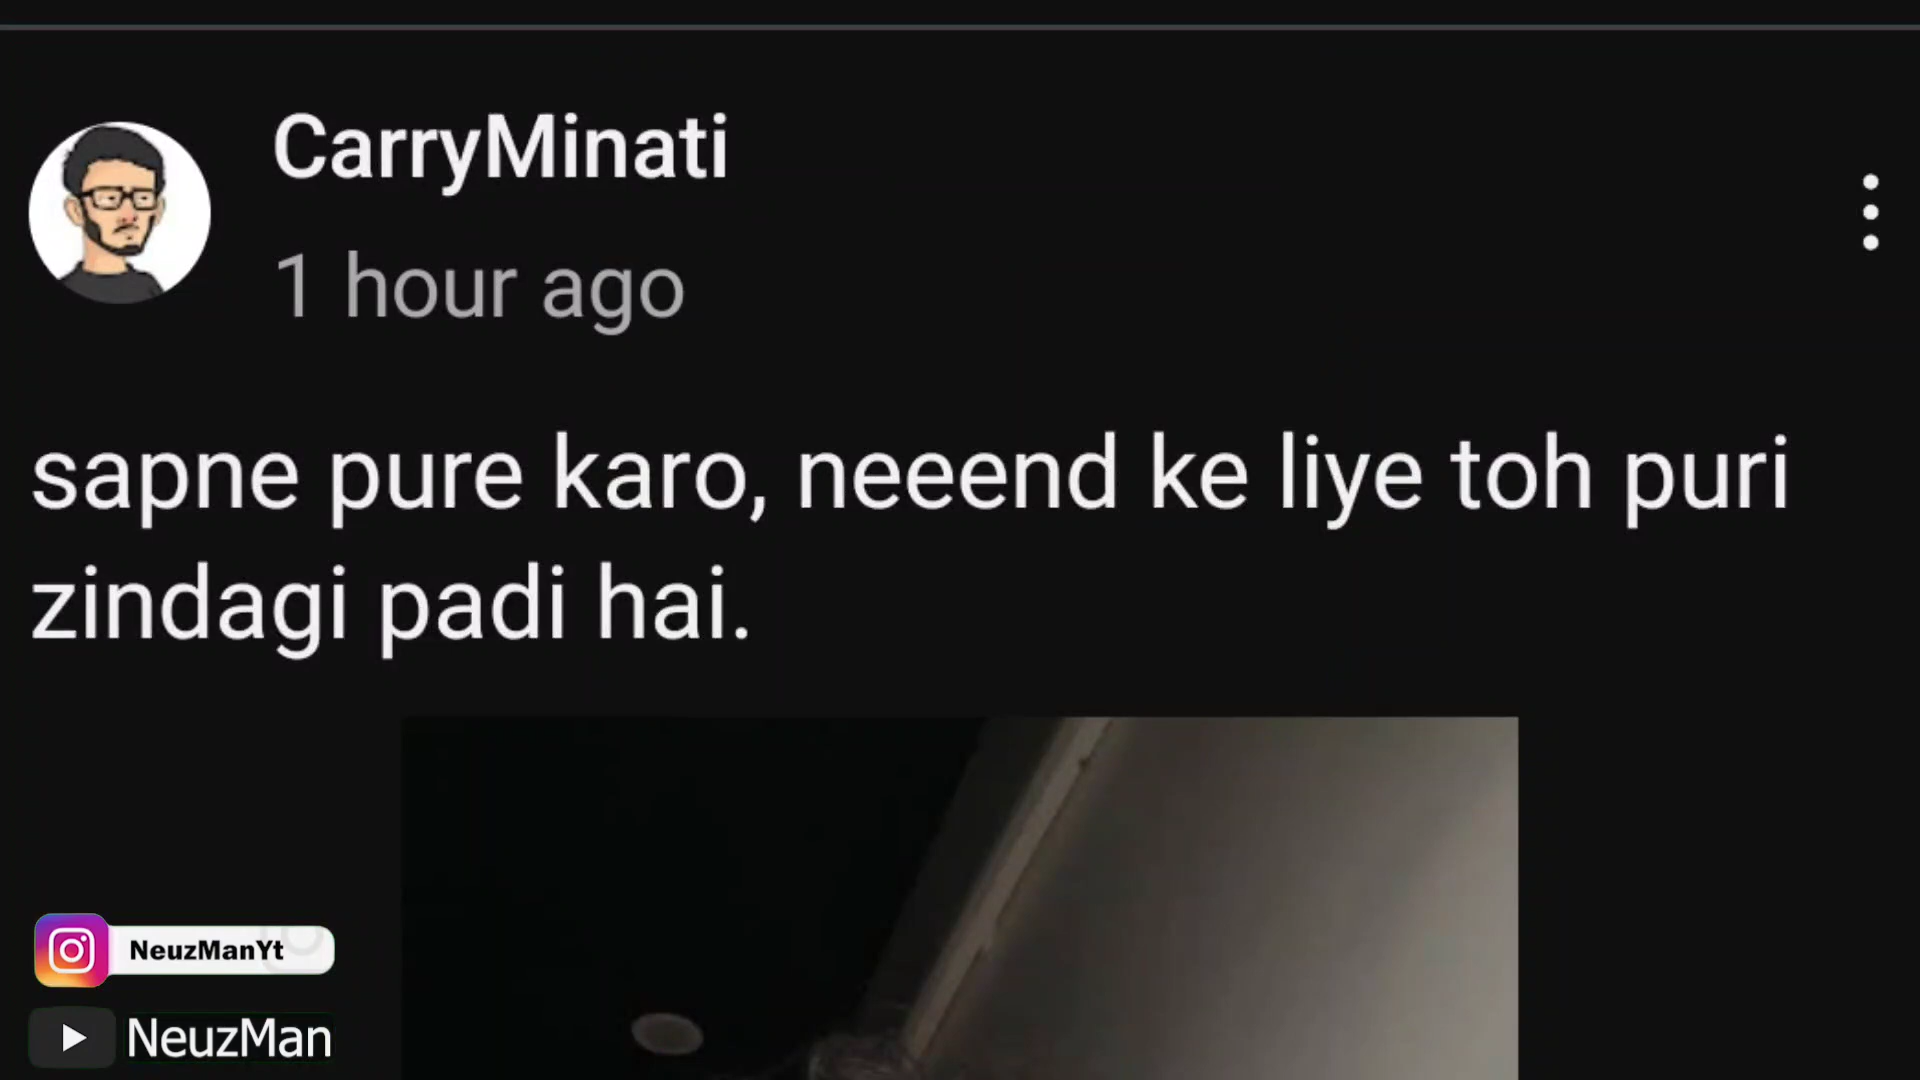 CarryMinati
1 hour ago
sapne pure karo, neeend ke liye toh puri
zindagi padi hai.
NeuzManYt
NeuzMan